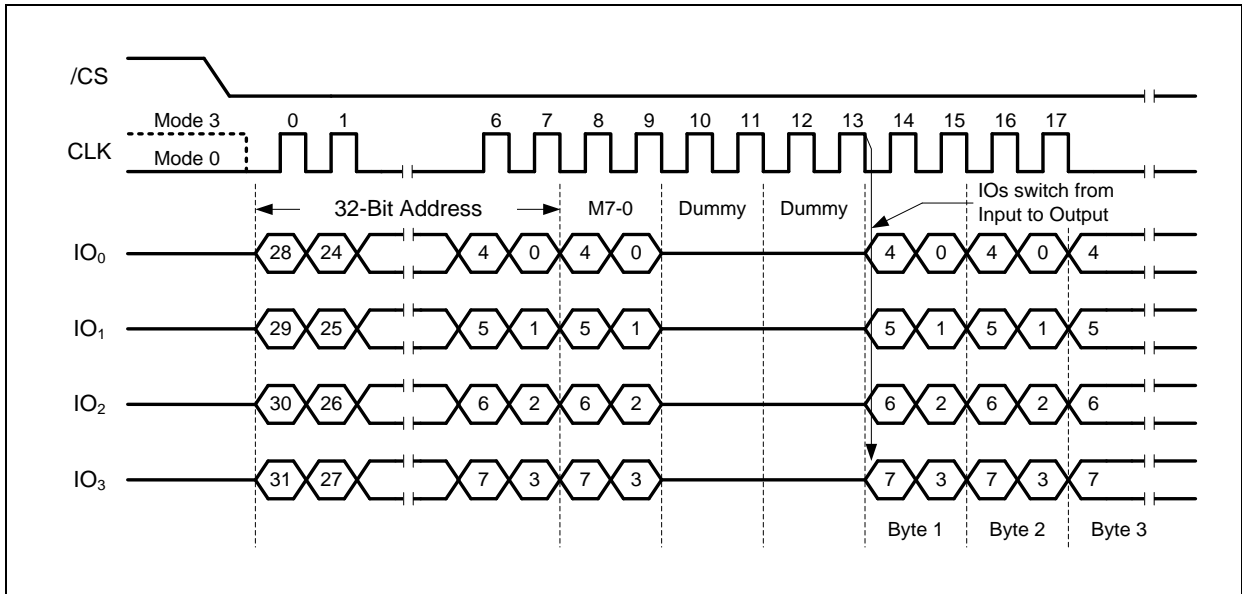 /CS
Mode 3 0 1 6 7 8 9 10 11 12 13 14 15 16 17
CLK
Mode 0
IOs switch from
Input to Output
32-Bit Address M7-0 Dummy Dummy
IO₀ 28 24 4 0 4 0 4 0 4 0 4
IO₁ 29 25 5 1 5 1 5 1 5 1 5
IO₂ 30 26 6 2 6 2 6 2 6 2 6
IO₃ 31 27 7 3 7 3 7 3 7 3 7
Byte 1 Byte 2 Byte 3